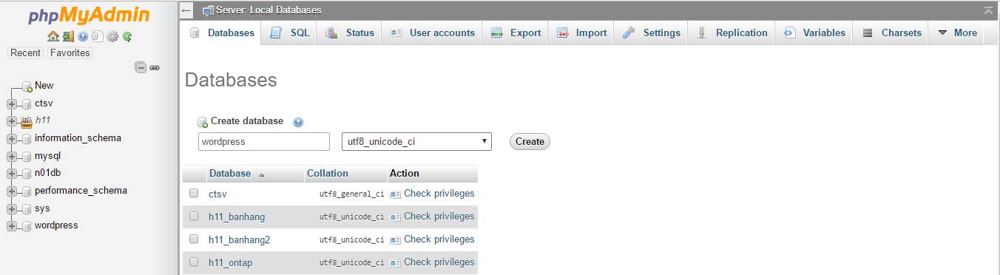 phpMyAdmin
Recent Favorites
New
ctsv
h11
information_schema
mysql
n01db
performance_schema
sys
wordpress
Server: Local Databases
Databases SQL Status User accounts Export Import Settings Replication Variables Charsets More
Databases
Create database
wordpress utf8_unicode_ci Create
Database Collation Action
ctsv utf8_general_ci Check privileges
h11_banhang utf8_unicode_ci Check privileges
h11_banhang2 utf8_unicode_ci Check privileges
h11_ontap utf8_unicode_ci Check privileges